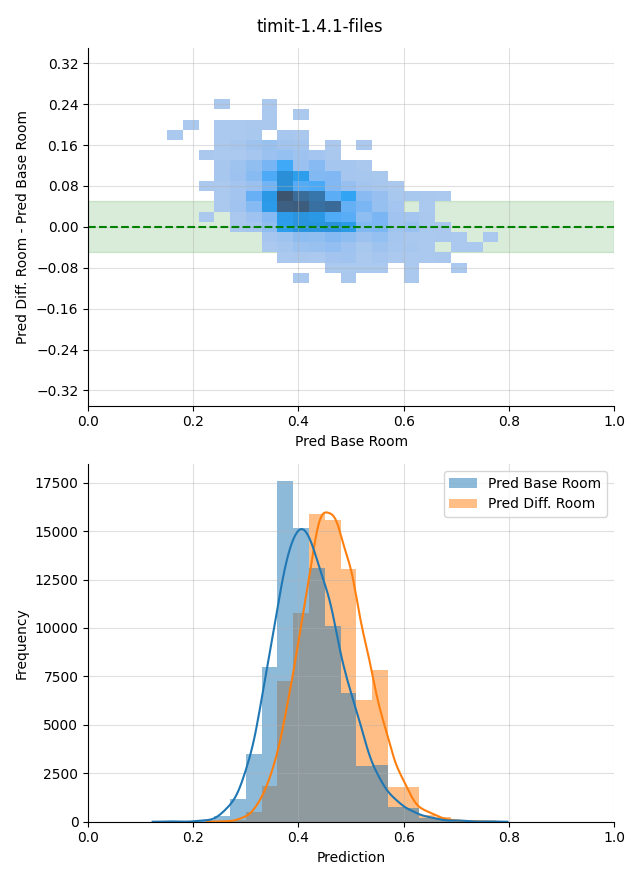 timit-1.4.1-files
0.32
0.24
0.16
0.08
0.00
−0.08
−0.16
−0.24
−0.32
Pred Diff. Room - Pred Base Room
0.0 0.2 0.4 0.6 0.8 1.0
Pred Base Room
17500
15000
12500
10000
7500
5000
2500
0
Frequency
Pred Base Room
Pred Diff. Room
0.0 0.2 0.4 0.6 0.8 1.0
Prediction